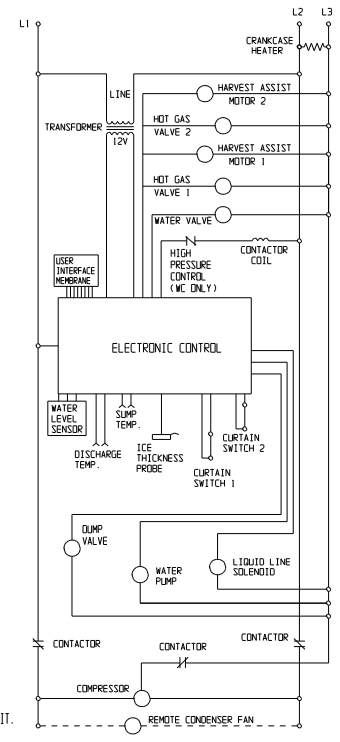 L1
L2
L3
CRANKCASE
HEATER
LINE
HARVEST ASSIST
MOTOR 2
TRANSFORMER
HOT GAS
VALVE 2
12V
HARVEST ASSIST
MOTOR 1
HOT GAS
VALVE 1
WATER VALVE
HIGH
PRESSURE
CONTROL
(WC ONLY)
CONTACTOR
COIL
USER
INTERFACE
MEMBRANE
ELECTRONIC CONTROL
WATER
LEVEL
SENSOR
SUMP
TEMP.
DISCHARGE
TEMP.
ICE
THICKNESS
PROBE
CURTAIN
SWITCH 2
CURTAIN
SWITCH 1
DUMP
VALVE
WATER
PUMP
LIQUID LINE
SOLENOID
CONTACTOR
CONTACTOR
CONTACTOR
COMPRESSOR
IT.
REMOTE CONDENSER FAN